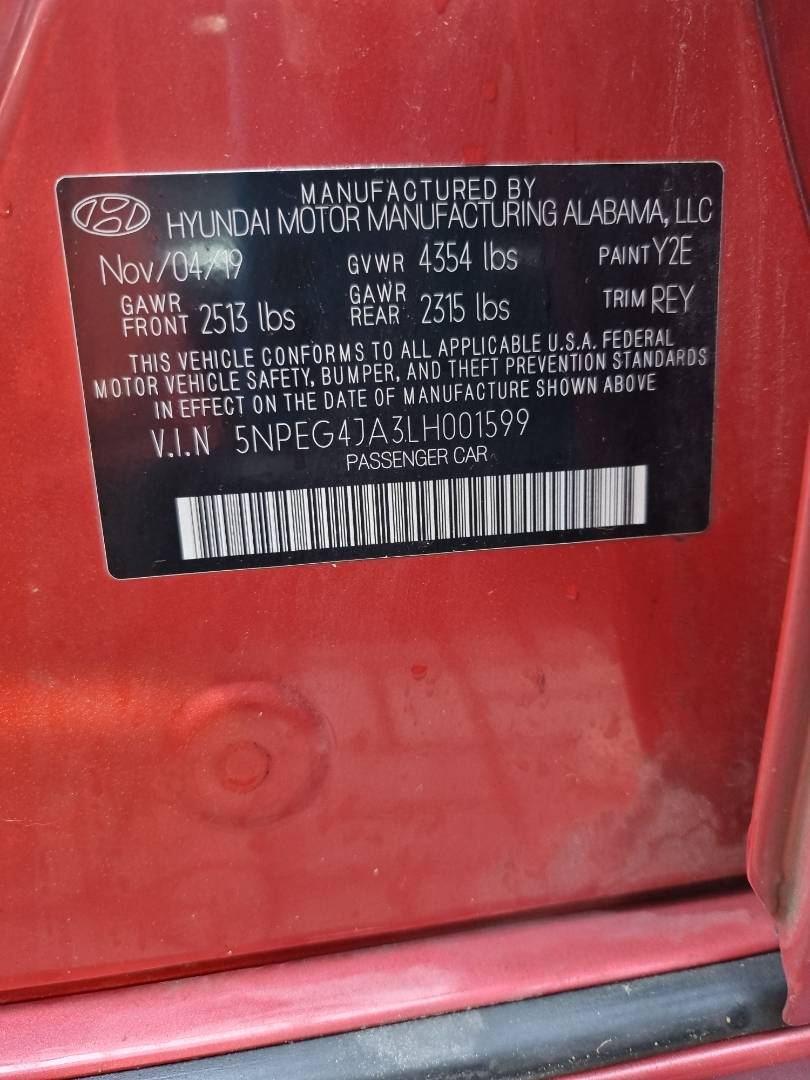 MANUFACTURED BY
HYUNDAI MOTOR MANUFACTURING ALABAMA, LLC
Nov/04/19 GVWR 4354 lbs PAINT Y2E
GAWR FRONT 2513 lbs GAWR REAR 2315 lbs TRIM REY
THIS VEHICLE CONFORMS TO ALL APPLICABLE U.S.A. FEDERAL
MOTOR VEHICLE SAFETY, BUMPER, AND THEFT PREVENTION STANDARDS
IN EFFECT ON THE DATE OF MANUFACTURE SHOWN ABOVE
V.I.N 5NPEG4JA3LH001599
PASSENGER CAR